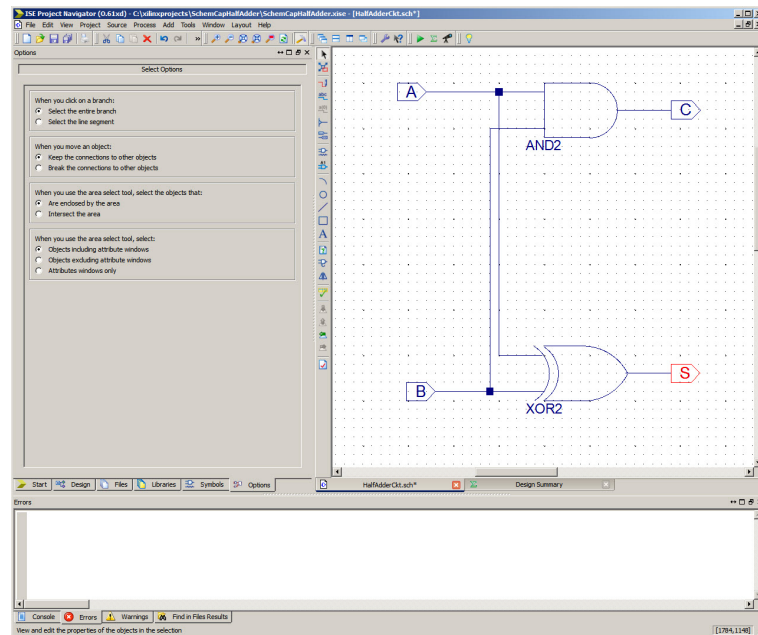 ISE Project Navigator (0.61xd) - C:\xilinxprojects\SchemCapHalfAdder\SchemCapHalfAdder.xise - [HalfAdderCkt.sch*]
File Edit View Project Source Process Add Tools Window Layout Help
Options
Select Options
When you click on a branch:
Select the entire branch
Select the line segment
When you move an object:
Keep the connections to other objects
Break the connections to other objects
When you use the area select tool, select the objects that:
Are enclosed by the area
Intersect the area
When you use the area select tool, select:
Objects including attribute windows
Objects excluding attribute windows
Attributes windows only
A
C
AND2
B
S
XOR2
Start Design Files Libraries Symbols Options
HalfAdderCkt.sch* Design Summary
Errors
Console Errors Warnings Find in Files Results
View and edit the properties of the objects in the selection
[1784,1148]